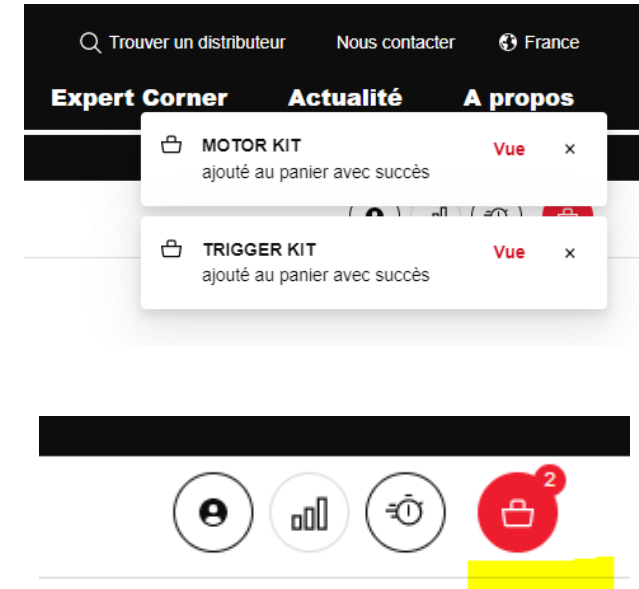 Trouver un distributeur Nous contacter France
Expert Corner Actualité A propos
MOTOR KIT Vue ×
ajouté au panier avec succès
TRIGGER KIT Vue ×
ajouté au panier avec succès
2